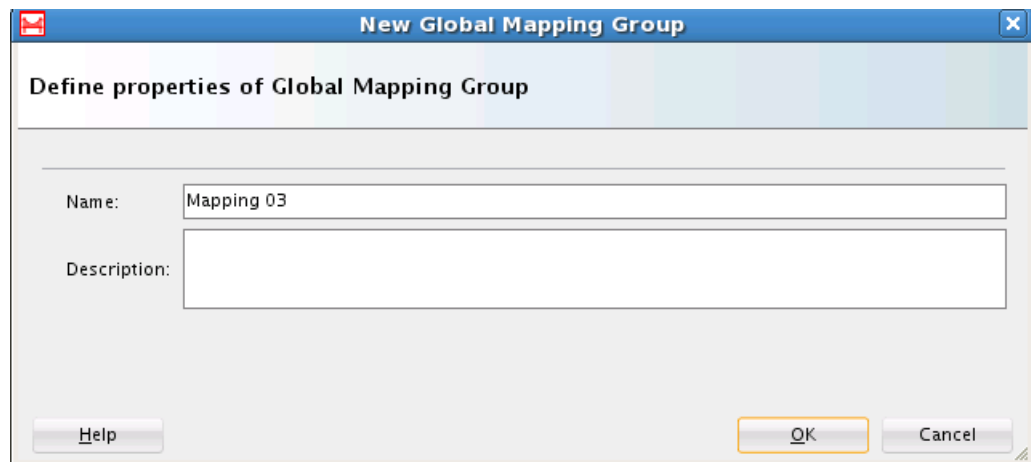 New Global Mapping Group
Define properties of Global Mapping Group
Name: Mapping 03
Description:
Help OK Cancel